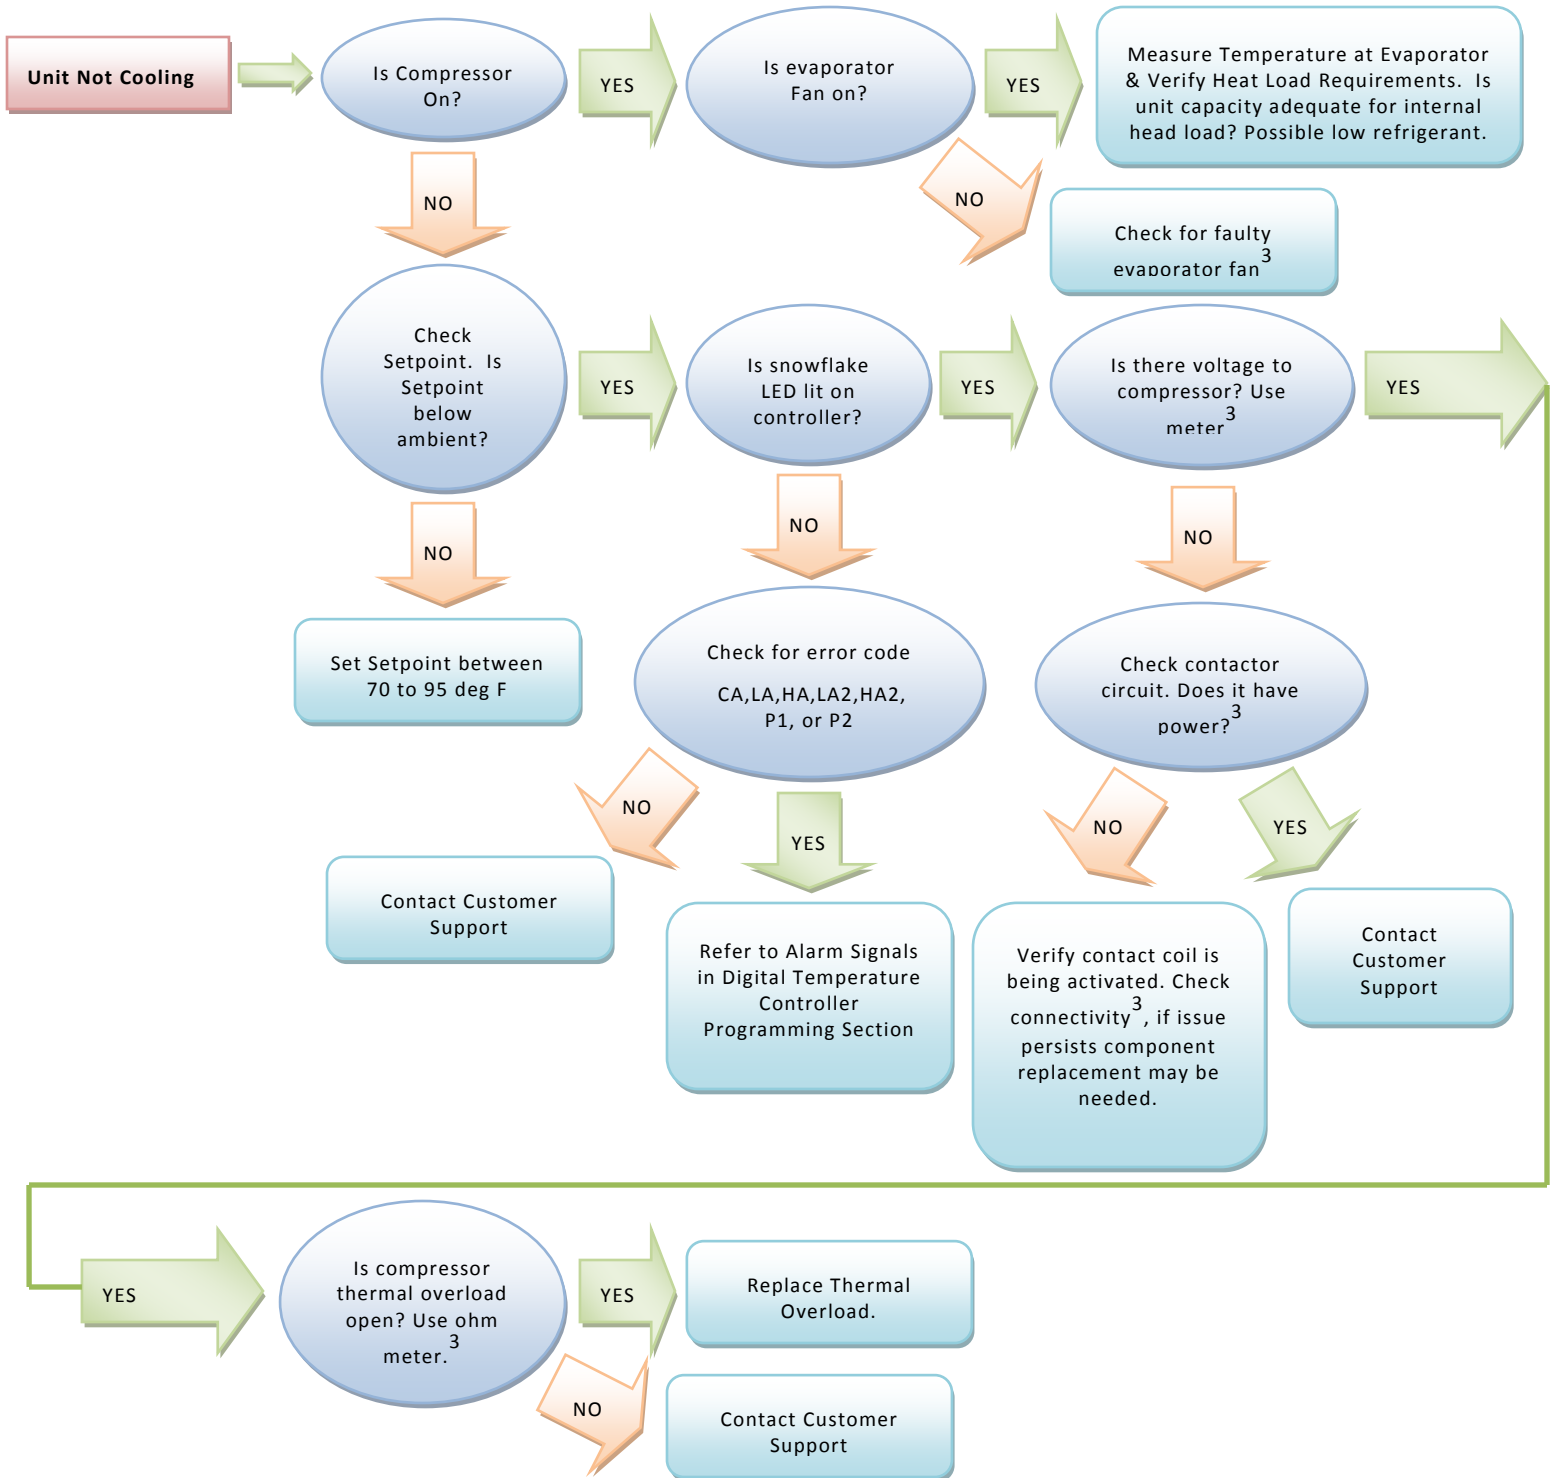 Unit Not Cooling
Is Compressor
On?
YES
Is evaporator
Fan on?
YES
Measure Temperature at Evaporator
& Verify Heat Load Requirements. Is
unit capacity adequate for internal
head load? Possible low refrigerant.
NO
NO
Check for faulty
evaporator fan3
Check
Setpoint. Is
Setpoint
below
ambient?
YES
Is snowflake
LED lit on
controller?
YES
Is there voltage to
compressor? Use
meter3
YES
NO
NO
NO
Set Setpoint between
70 to 95 deg F
Check for error code
CA,LA,HA,LA2,HA2,
P1, or P2
Check contactor
circuit. Does it have
power?3
NO
YES
NO
YES
Contact Customer
Support
Refer to Alarm Signals
in Digital Temperature
Controller
Programming Section
Verify contact coil is
being activated. Check
connectivity3, if issue
persists component
replacement may be
needed.
Contact
Customer
Support
YES
Is compressor
thermal overload
open? Use ohm
meter.3
YES
Replace Thermal
Overload.
NO
Contact Customer
Support